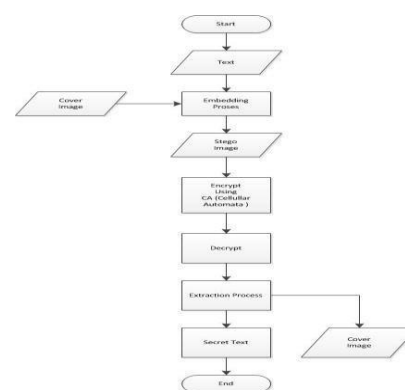 Start
Text
Cover
Image
Embedding
Proses
Stego
Image
Encrypt
Using
CA (Cellullar
Automata )
Decrypt
Extraction Process
Secret Text
Cover
Image
End